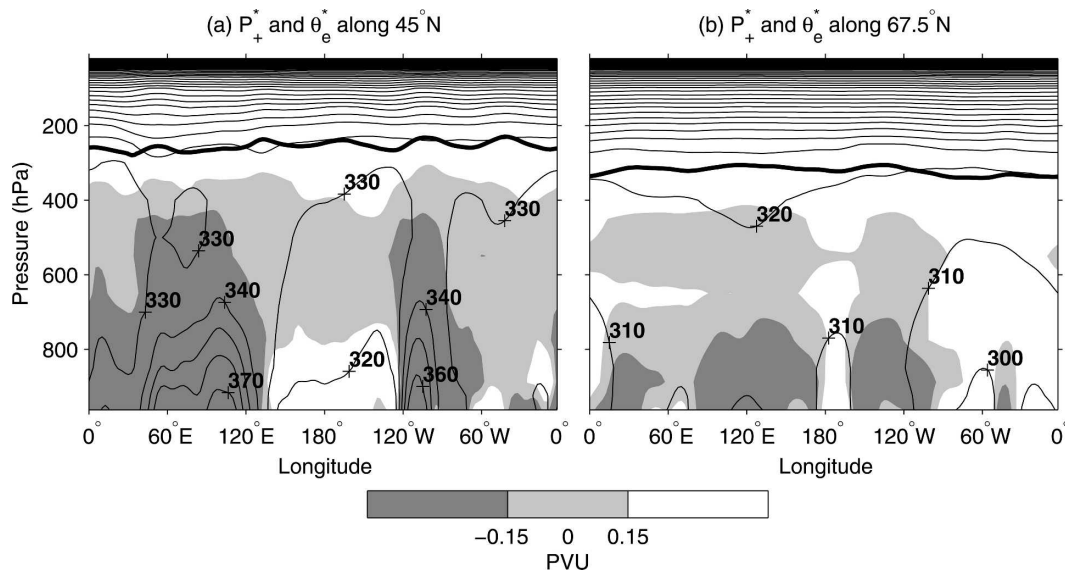 (a) P*+ and θ*e along 45°N
(b) P*+ and θ*e along 67.5°N
Pressure (hPa)
200
400
600
800
330
330
330
330
340
340
370
360
320
320
310
310
310
300
0° 60°E 120°E 180° 120°W 60°W 0°
0° 60°E 120°E 180° 120°W 60°W 0°
Longitude
Longitude
−0.15 0 0.15
PVU